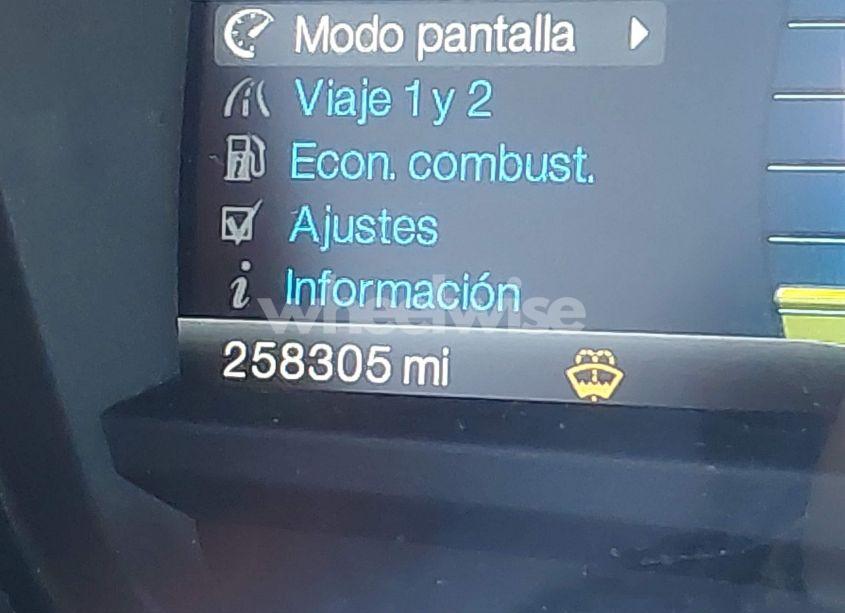 Modo pantalla
Viaje 1 y 2
Econ. combust.
Ajustes
i Información
wheelwise
258305 mi